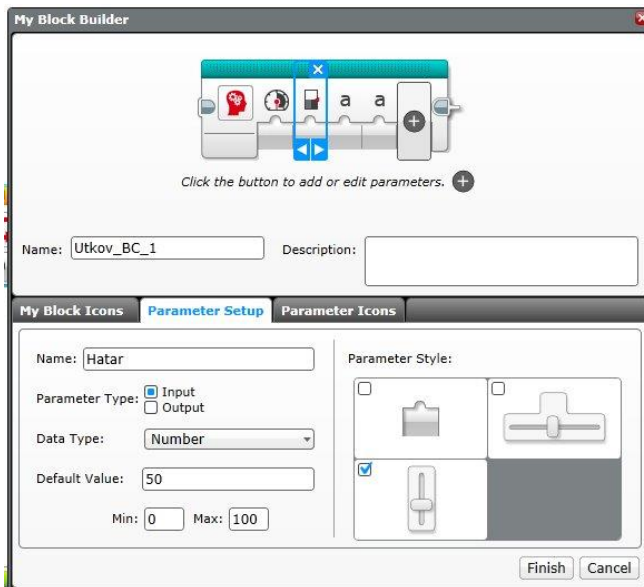 My Block Builder
a a
Click the button to add or edit parameters.
Name: Utkov_BC_1 Description:
My Block Icons Parameter Setup Parameter Icons
Name: Hatar Parameter Style:
Parameter Type: Input
Output
Data Type: Number
Default Value: 50
Min: 0 Max: 100
Finish Cancel